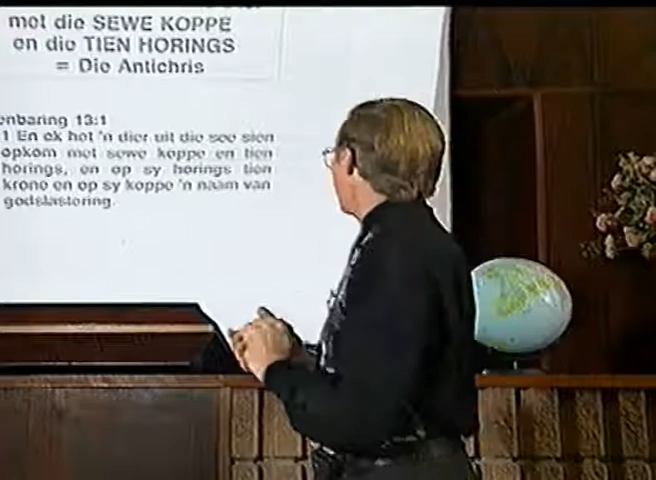 met die SEWE KOPPE
en die TIEN HORINGS
= Die Antichris
enbaring 13:1
1 En ek het 'n dier uit die see sien
opkom met sewe koppe en tien
horings, en op sy horings tien
krone en op sy koppe 'n naam van
godslastering.